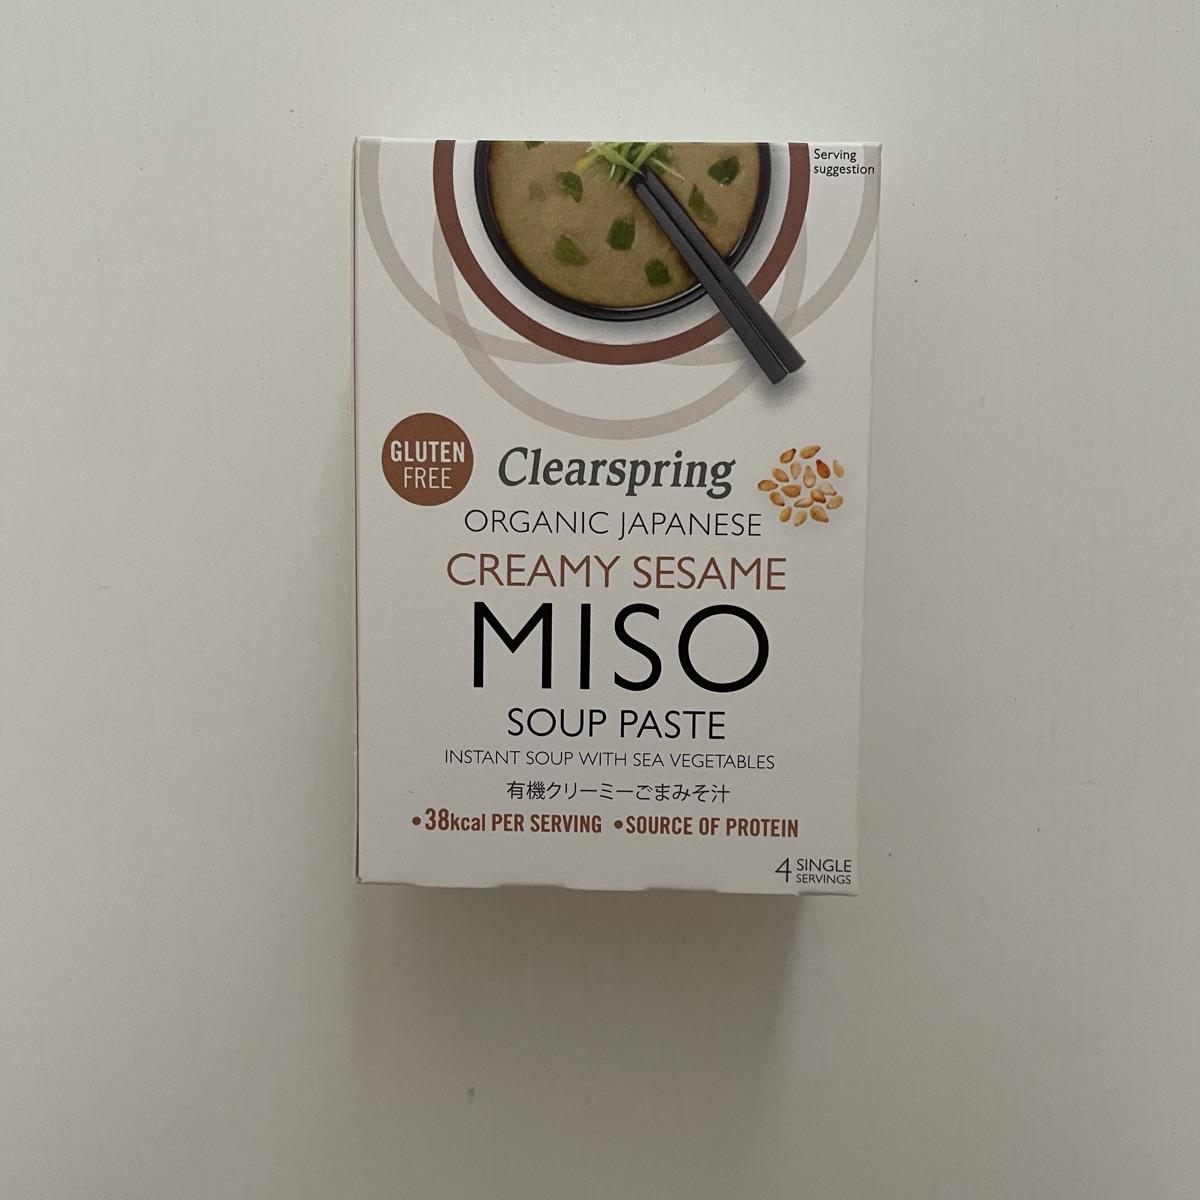 Serving
suggestion
GLUTEN
FREE
Clearspring
ORGANIC JAPANESE
CREAMY SESAME
MISO
SOUP PASTE
INSTANT SOUP WITH SEA VEGETABLES
有機クリーミーごまみそ汁
•38kcal PER SERVING •SOURCE OF PROTEIN
4 SINGLE
SERVINGS